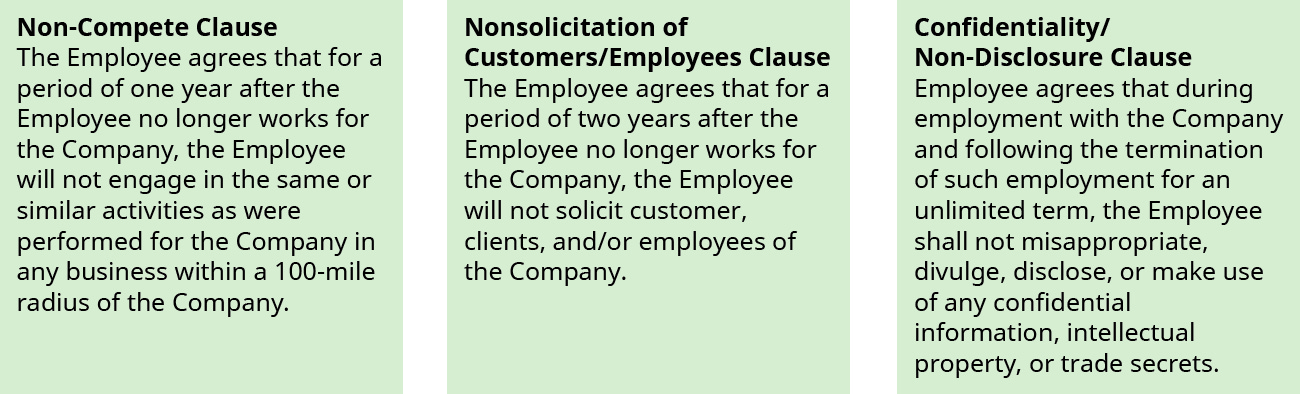 Non-Compete Clause
The Employee agrees that for a
period of one year after the
Employee no longer works for
the Company, the Employee
will not engage in the same or
similar activities as were
performed for the Company in
any business within a 100-mile
radius of the Company.
Nonsolicitation of
Customers/Employees Clause
The Employee agrees that for a
period of two years after the
Employee no longer works for
the Company, the Employee
will not solicit customer,
clients, and/or employees of
the Company.
Confidentiality/
Non-Disclosure Clause
Employee agrees that during
employment with the Company
and following the termination
of such employment for an
unlimited term, the Employee
shall not misappropriate,
divulge, disclose, or make use
of any confidential
information, intellectual
property, or trade secrets.